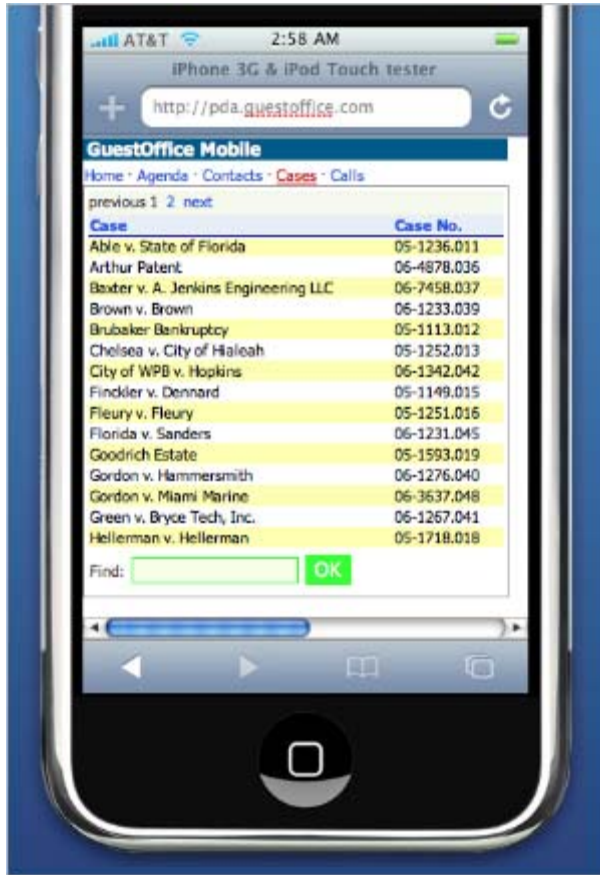 AT&T 2:58 AM
iPhone 3G & iPod Touch tester
http://pda.guestoffice.com
GuestOffice Mobile
Home · Agenda · Contacts · Cases · Calls
previous 1 2 next
Case Case No.
Able v. State of Florida 05-1236.011
Arthur Patent 06-4878.036
Baxter v. A. Jenkins Engineering LLC 06-7458.037
Brown v. Brown 06-1233.039
Brubaker Bankruptcy 05-1113.012
Chelsea v. City of Hialeah 05-1252.013
City of WPB v. Hopkins 06-1342.042
Finckler v. Dennard 05-1149.015
Fleury v. Fleury 05-1251.016
Florida v. Sanders 06-1231.045
Goodrich Estate 05-1593.019
Gordon v. Hammersmith 06-1276.040
Gordon v. Miami Marine 06-3637.048
Green v. Bryce Tech, Inc. 06-1267.041
Hellerman v. Hellerman 05-1718.018
Find: OK